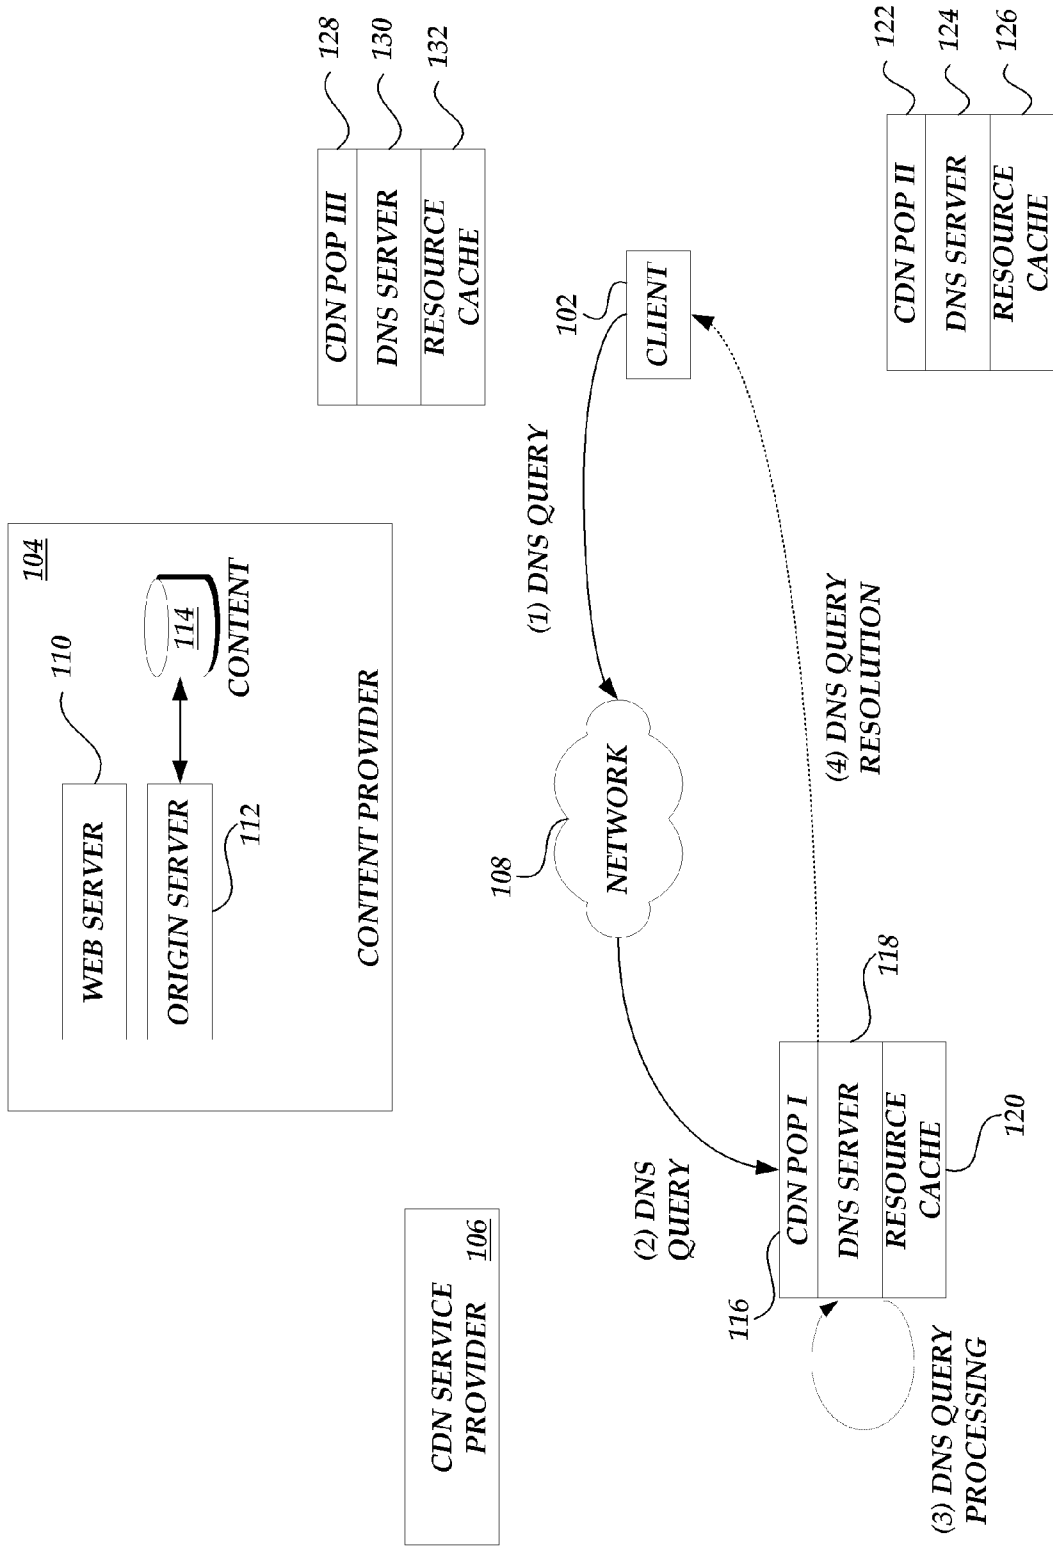 CDN SERVICE
PROVIDER
106
WEB SERVER
110
ORIGIN SERVER
112
114
CONTENT
104
CONTENT PROVIDER
CDN POP III
128
DNS SERVER
130
RESOURCE
CACHE
132
(1) DNS QUERY
102
CLIENT
108
NETWORK
(2) DNS
QUERY
116
CDN POP I
DNS SERVER
118
RESOURCE
CACHE
120
(3) DNS QUERY
PROCESSING
(4) DNS QUERY
RESOLUTION
CDN POP II
122
DNS SERVER
124
RESOURCE
CACHE
126